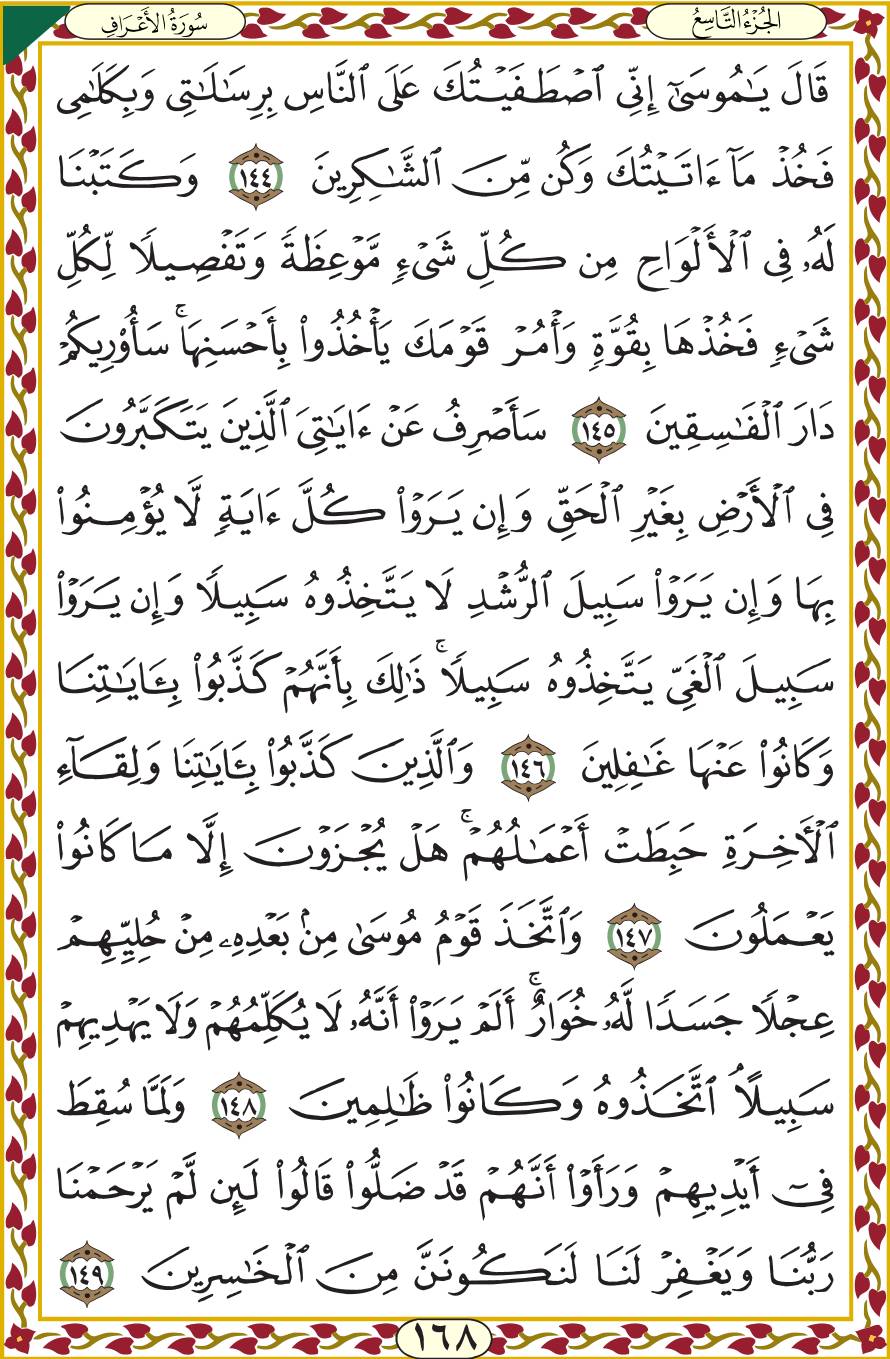 الجُزْءُ التَّاسِعُ
سُورَةُ الأَعْرَافِ
قَالَ يَٰمُوسَىٰٓ إِنِّي ٱصْطَفَيْتُكَ عَلَى ٱلنَّاسِ بِرِسَٰلَٰتِي وَبِكَلَٰمِي
فَخُذْ مَآ ءَاتَيْتُكَ وَكُن مِّنَ ٱلشَّٰكِرِينَ ١٤٤ وَكَتَبْنَا
لَهُۥ فِي ٱلْأَلْوَاحِ مِن كُلِّ شَيْءٍ مَّوْعِظَةً وَتَفْصِيلًا لِّكُلِّ
شَيْءٍ فَخُذْهَا بِقُوَّةٍ وَأْمُرْ قَوْمَكَ يَأْخُذُوا۟ بِأَحْسَنِهَا ۚ سَأُو۟رِيكُمْ
دَارَ ٱلْفَٰسِقِينَ ١٤٥ سَأَصْرِفُ عَنْ ءَايَٰتِيَ ٱلَّذِينَ يَتَكَبَّرُونَ
فِي ٱلْأَرْضِ بِغَيْرِ ٱلْحَقِّ وَإِن يَرَوْا۟ كُلَّ ءَايَةٍ لَّا يُؤْمِنُوا۟
بِهَا وَإِن يَرَوْا۟ سَبِيلَ ٱلرُّشْدِ لَا يَتَّخِذُوهُ سَبِيلًا وَإِن يَرَوْا۟
سَبِيلَ ٱلْغَيِّ يَتَّخِذُوهُ سَبِيلًا ۚ ذَٰلِكَ بِأَنَّهُمْ كَذَّبُوا۟ بِـَٔايَٰتِنَا
وَكَانُوا۟ عَنْهَا غَٰفِلِينَ ١٤٦ وَٱلَّذِينَ كَذَّبُوا۟ بِـَٔايَٰتِنَا وَلِقَآءِ
ٱلْأَخِرَةِ حَبِطَتْ أَعْمَٰلُهُمْ ۚ هَلْ يُجْزَوْنَ إِلَّا مَا كَانُوا۟
يَعْمَلُونَ ١٤٧ وَٱتَّخَذَ قَوْمُ مُوسَىٰ مِنۢ بَعْدِهِۦ مِنْ حُلِيِّهِمْ
عِجْلًا جَسَدًا لَّهُۥ خُوَارٌ ۚ أَلَمْ يَرَوْا۟ أَنَّهُۥ لَا يُكَلِّمُهُمْ وَلَا يَهْدِيهِمْ
سَبِيلًا ۘ ٱتَّخَذُوهُ وَكَانُوا۟ ظَٰلِمِينَ ١٤٨ وَلَمَّا سُقِطَ
فِيٓ أَيْدِيهِمْ وَرَأَوْا۟ أَنَّهُمْ قَدْ ضَلُّوا۟ قَالُوا۟ لَئِن لَّمْ يَرْحَمْنَا
رَبُّنَا وَيَغْفِرْ لَنَا لَنَكُونَنَّ مِنَ ٱلْخَٰسِرِينَ ١٤٩
١٦٨